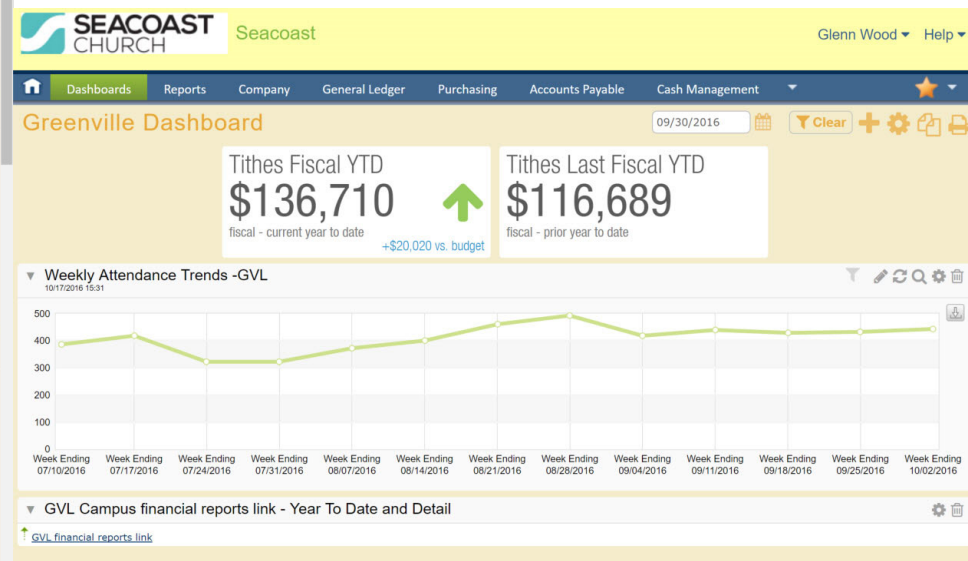 SEACOAST
CHURCH
Seacoast
Glenn Wood Help
Dashboards Reports Company General Ledger Purchasing Accounts Payable Cash Management
Greenville Dashboard
09/30/2016
Clear
Tithes Fiscal YTD
$136,710
fiscal - current year to date
+$20,020 vs. budget
Tithes Last Fiscal YTD
$116,689
fiscal - prior year to date
Weekly Attendance Trends -GVL
10/17/2016 15:31
500
400
300
200
100
0
Week Ending Week Ending Week Ending Week Ending Week Ending Week Ending Week Ending Week Ending Week Ending Week Ending Week Ending Week Ending Week Ending
07/10/2016 07/17/2016 07/24/2016 07/31/2016 08/07/2016 08/14/2016 08/21/2016 08/28/2016 09/04/2016 09/11/2016 09/18/2016 09/25/2016 10/02/2016
GVL Campus financial reports link - Year To Date and Detail
GVL financial reports link